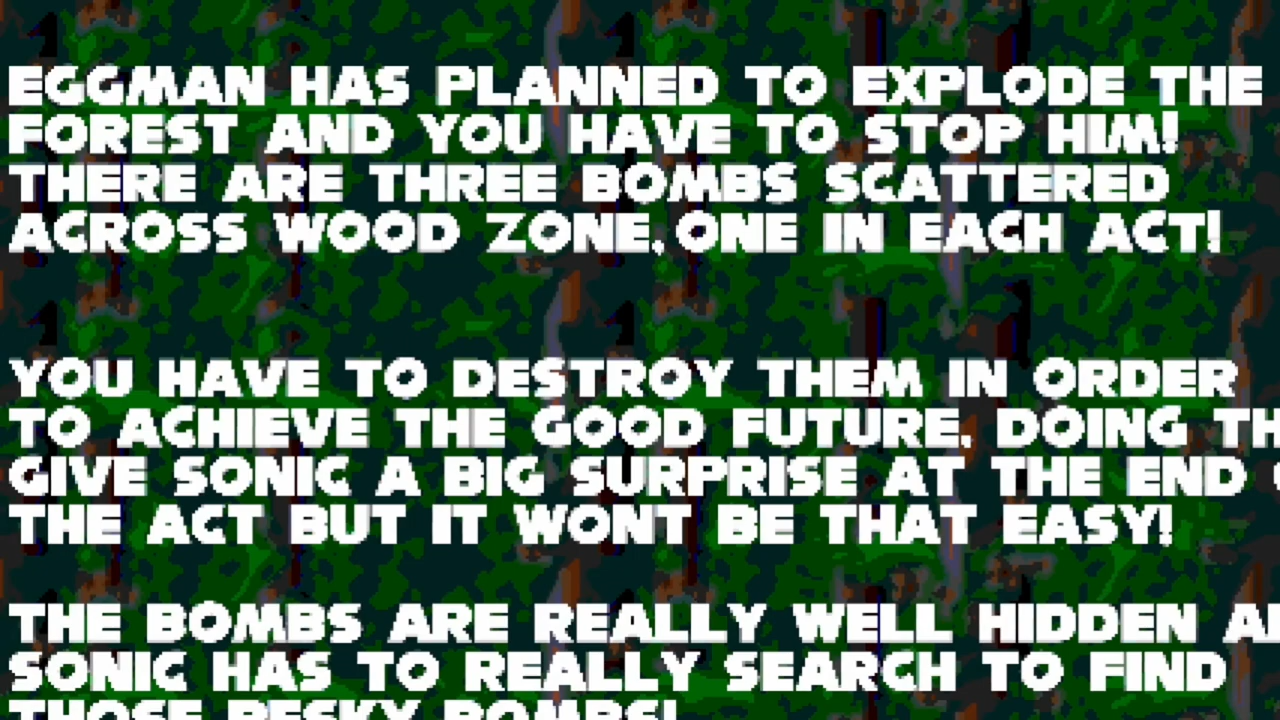 EGGMAN HAS PLANNED TO EXPLODE THE
FOREST AND YOU HAVE TO STOP HIM!
THERE ARE THREE BOMBS SCATTERED
ACROSS WOOD ZONE, ONE IN EACH ACT!
YOU HAVE TO DESTROY THEM IN ORDER
TO ACHIEVE THE GOOD FUTURE. DOING
GIVE SONIC A BIG SURPRISE AT THE END
THE ACT BUT IT WONT BE THAT EASY!
THE BOMBS ARE REALLY WELL HIDDEN
SONIC HAS TO REALLY SEARCH TO FIND
THOSE PESKY BOMBS!